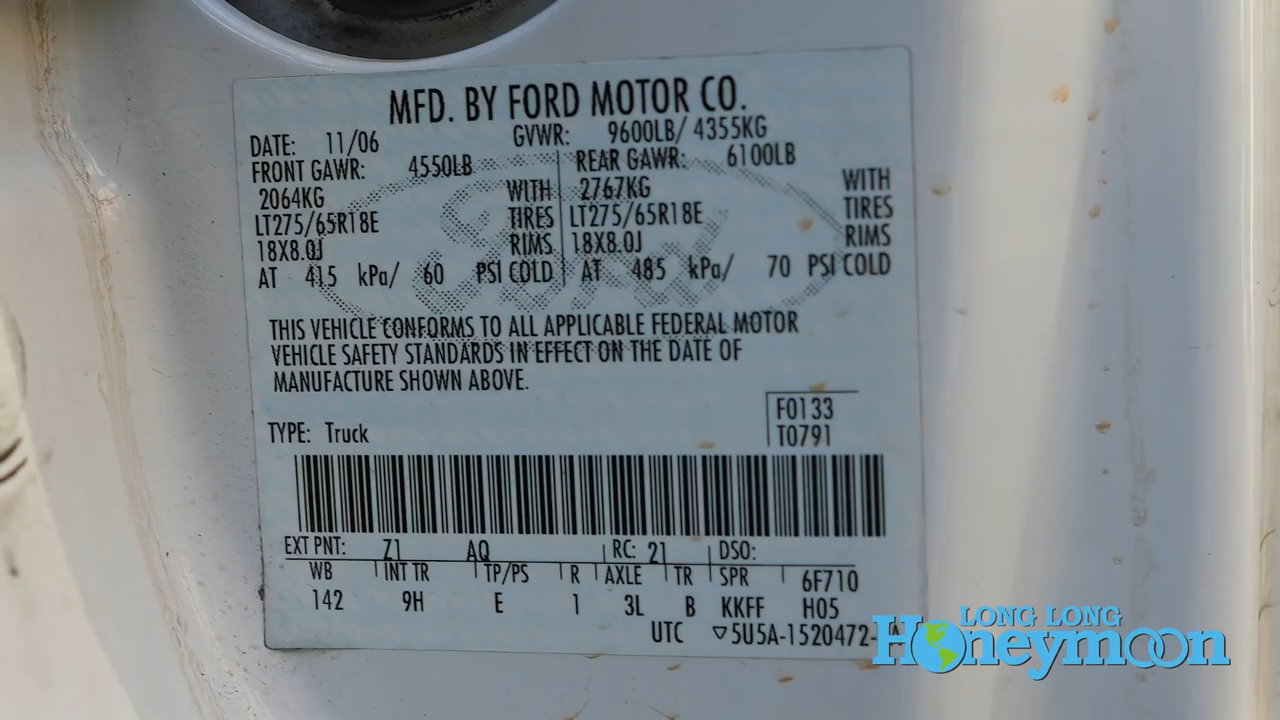 MFD. BY FORD MOTOR CO.
DATE: 11/06 GVWR: 9600LB/ 4355KG
FRONT GAWR: 4550LB REAR GAWR: 6100LB
2064KG WITH 2767KG WITH
LT275/65R18E TIRES LT275/65R18E TIRES
18X8.0J RIMS 18X8.0J RIMS
AT 415 kPa/ 60 PSI COLD AT 485 kPa/ 70 PSI COLD
THIS VEHICLE CONFORMS TO ALL APPLICABLE FEDERAL MOTOR
VEHICLE SAFETY STANDARDS IN EFFECT ON THE DATE OF
MANUFACTURE SHOWN ABOVE.
F0133
TYPE: Truck T0791
EXT PNT: Z1 AQ RC: 21 DSO:
WB INT TR TP/PS R AXLE TR SPR 6F710
142 9H E 1 3L B KKFF H05
UTC ▽5U5A-1520472-
LONG LONG
Honeymoon